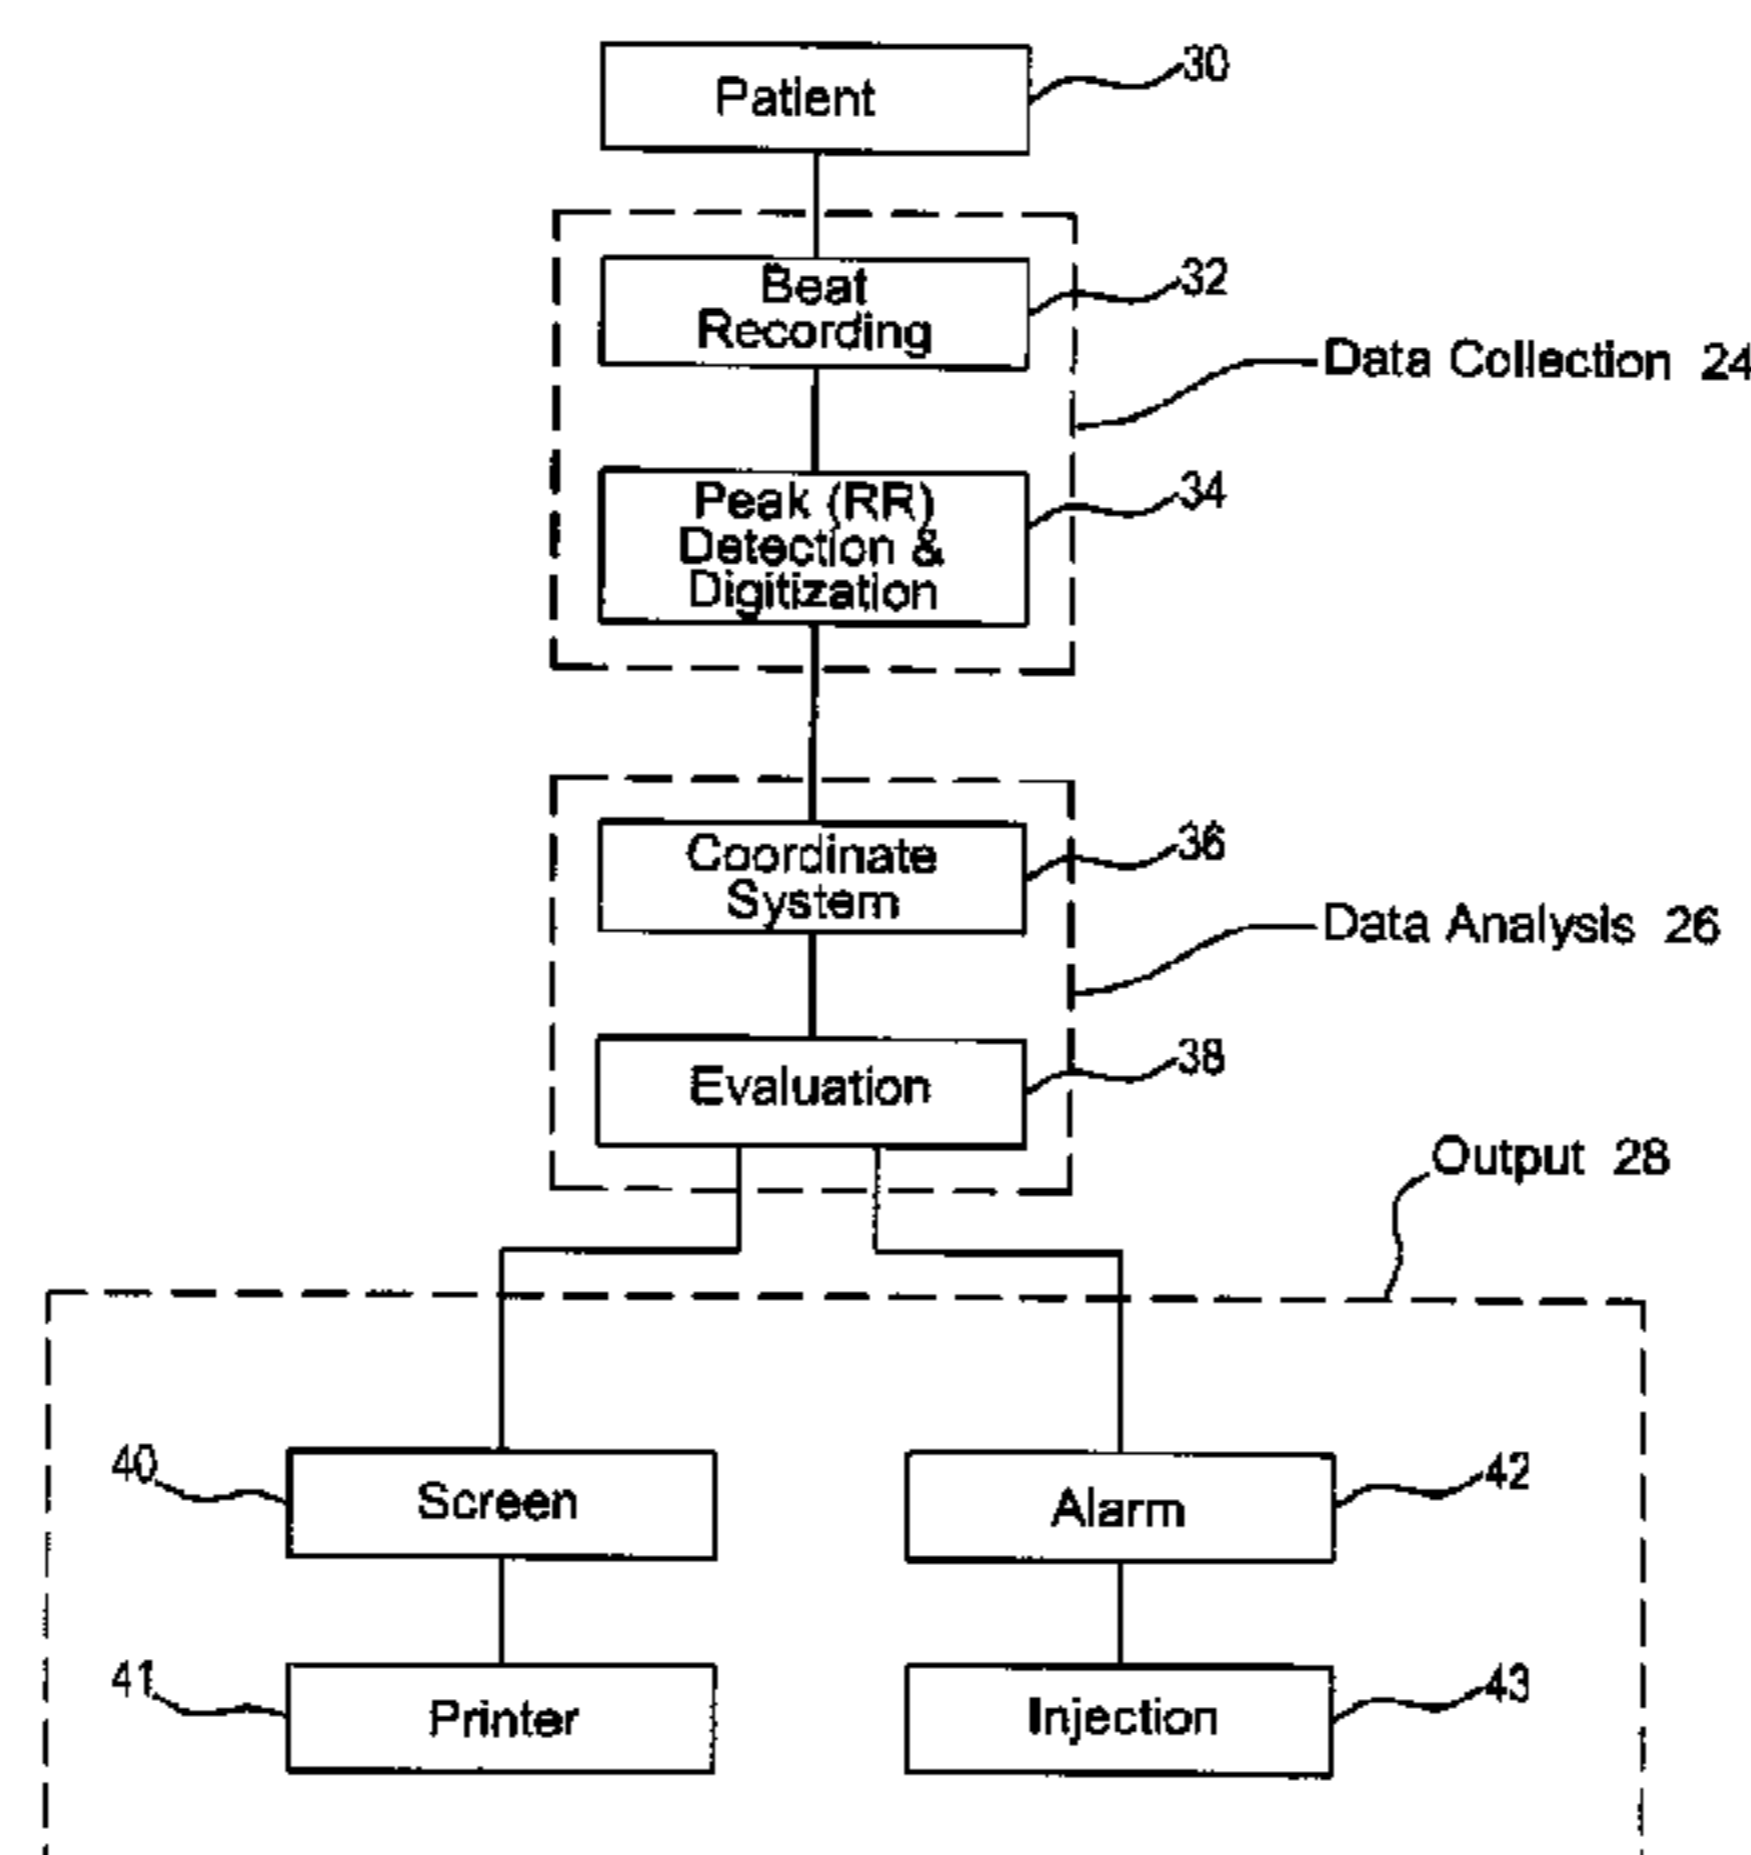 Patient
30
Beat
Recording
32
Data Collection 24
Peak (RR)
Detection &
Digitization
34
Coordinate
System
36
Data Analysis 26
Evaluation
38
Output 28
40
Screen
Alarm
42
41
Printer
Injection
43